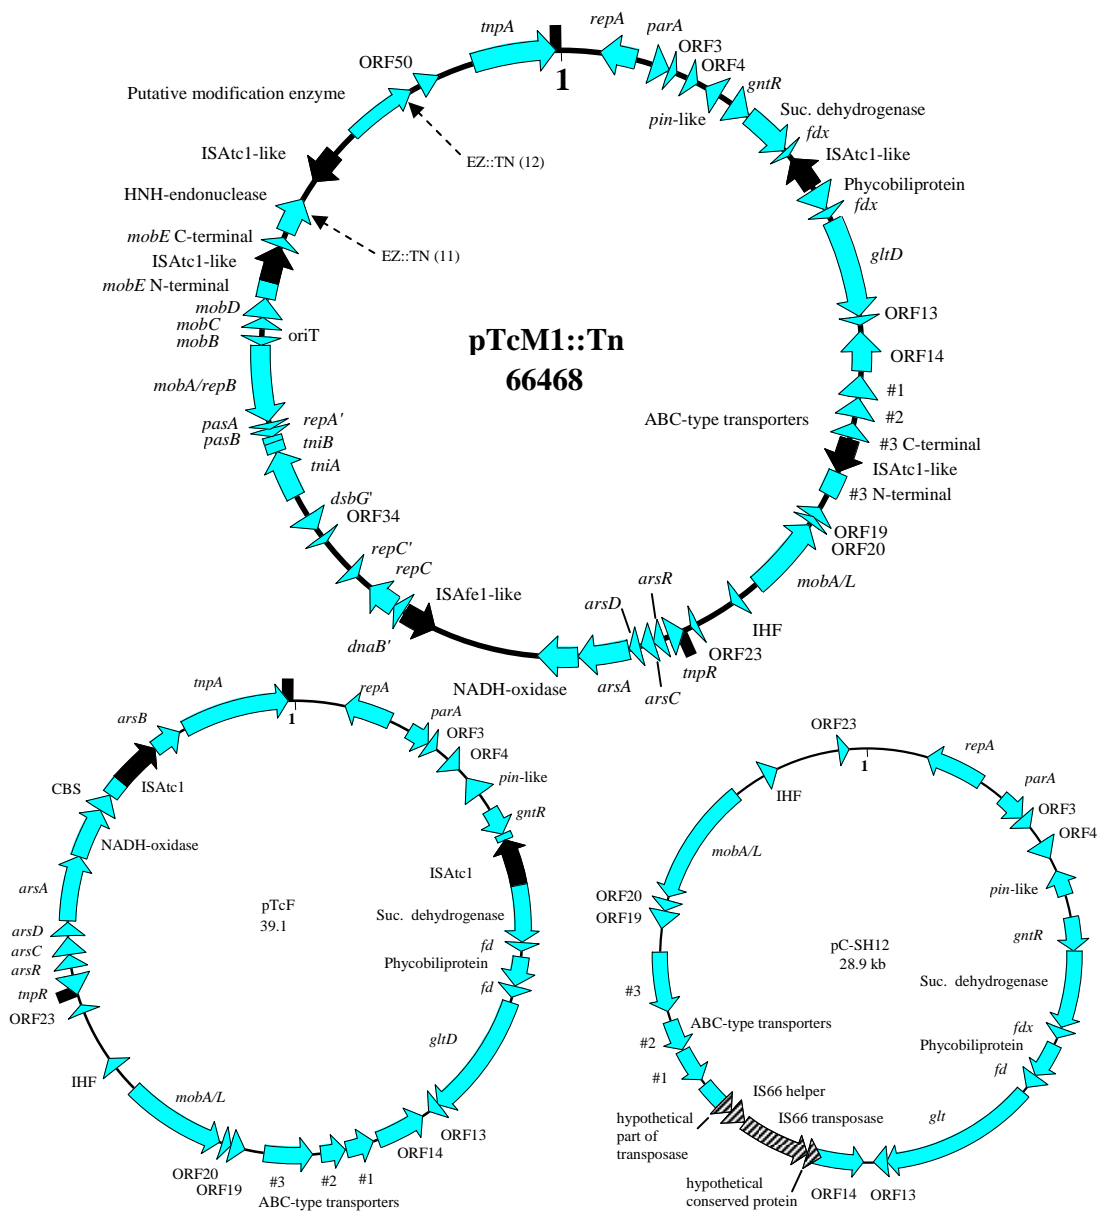 tnpA
repA
parA
ORF3
ORF4
gntR
pin-like
Suc. dehydrogenase
fdx
ISAtc1-like
Phycobiliprotein
fdx
gltD
ORF13
ORF14
#1
#2
ABC-type transporters
#3 C-terminal
ISAtc1-like
#3 N-terminal
ORF19
ORF20
mobA/L
IHF
ORF23
tnpR
arsR
arsC
arsD
arsA
NADH-oxidase
ISAfe1-like
dnaB'
repC
repC'
ORF34
dsbG'
tniA
tniB
repA'
pasB
pasA
mobA/repB
oriT
mobB
mobC
mobD
mobE N-terminal
ISAtc1-like
mobE C-terminal
EZ::TN (11)
HNH-endonuclease
ISAtc1-like
EZ::TN (12)
Putative modification enzyme
ORF50
1
pTcM1::Tn
66468
tnpA
1
repA
parA
ORF3
ORF4
pin-like
gntR
ISAtc1
Suc. dehydrogenase
fd
Phycobiliprotein
fd
gltD
ORF13
ORF14
#1
#2
#3
ABC-type transporters
ORF19
ORF20
mobA/L
IHF
ORF23
tnpR
arsR
arsC
arsD
arsA
NADH-oxidase
CBS
ISAtc1
arsB
pTcF
39.1
ORF23
1
repA
parA
ORF3
ORF4
pin-like
gntR
Suc. dehydrogenase
fdx
Phycobiliprotein
fd
glt
ORF13
ORF14
hypothetical
conserved protein
IS66 transposase
IS66 helper
hypothetical
part of
transposase
#1
#2
ABC-type transporters
#3
ORF19
ORF20
mobA/L
IHF
pC-SH12
28.9 kb